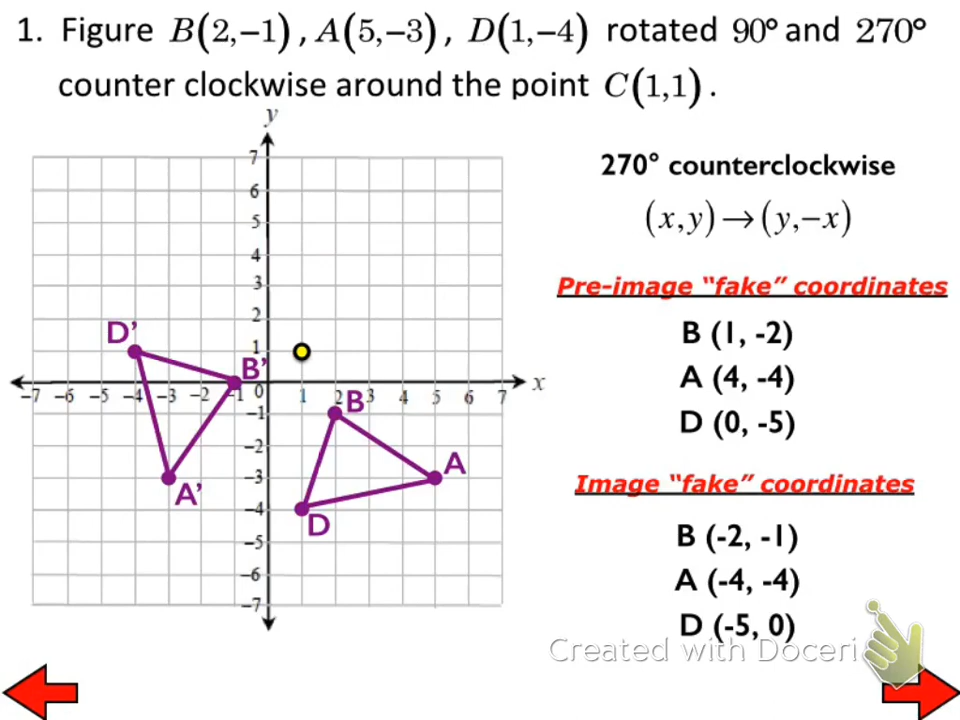 1. Figure B(2,−1), A(5,−3), D(1,−4) rotated 90° and 270°
counter clockwise around the point C(1,1).
y
270° counterclockwise
(x,y)→(y,−x)
Pre-image “fake” coordinates
B (1, -2)
A (4, -4)
D (0, -5)
Image “fake” coordinates
B (-2, -1)
A (-4, -4)
D (-5, 0)
7
6
5
4
3
2
1
D’
B’
x
−7 −6 −5 −4 −3 −2 −1 0 1 2 3 4 5 6 7
B
−1
−2
−3
A
A’
−4
D
−5
−6
−7
Created with Doceri